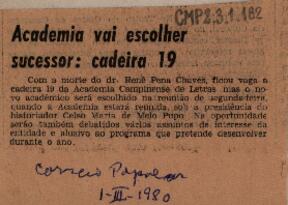 CMP2.3.1.182
Academia vai escolher
sucessor: cadeira 19
Com a morte do dr. Renê Pena Chaves, ficou vaga a
cadeira 19 da Academia Campinense de Letras mas o no
vo acadêmico será escolhido na reunião de segunda-feira,
quando a Academia estará reunida, sob a presidência do
historiador Celso Maria de Melo Pupo. Na oportunidade
serão também debatidos vários assuntos de interesse da
entidade e alusivo ao programa que pretende desenvolver
durante o ano.
Correio Popular
1-III-1980